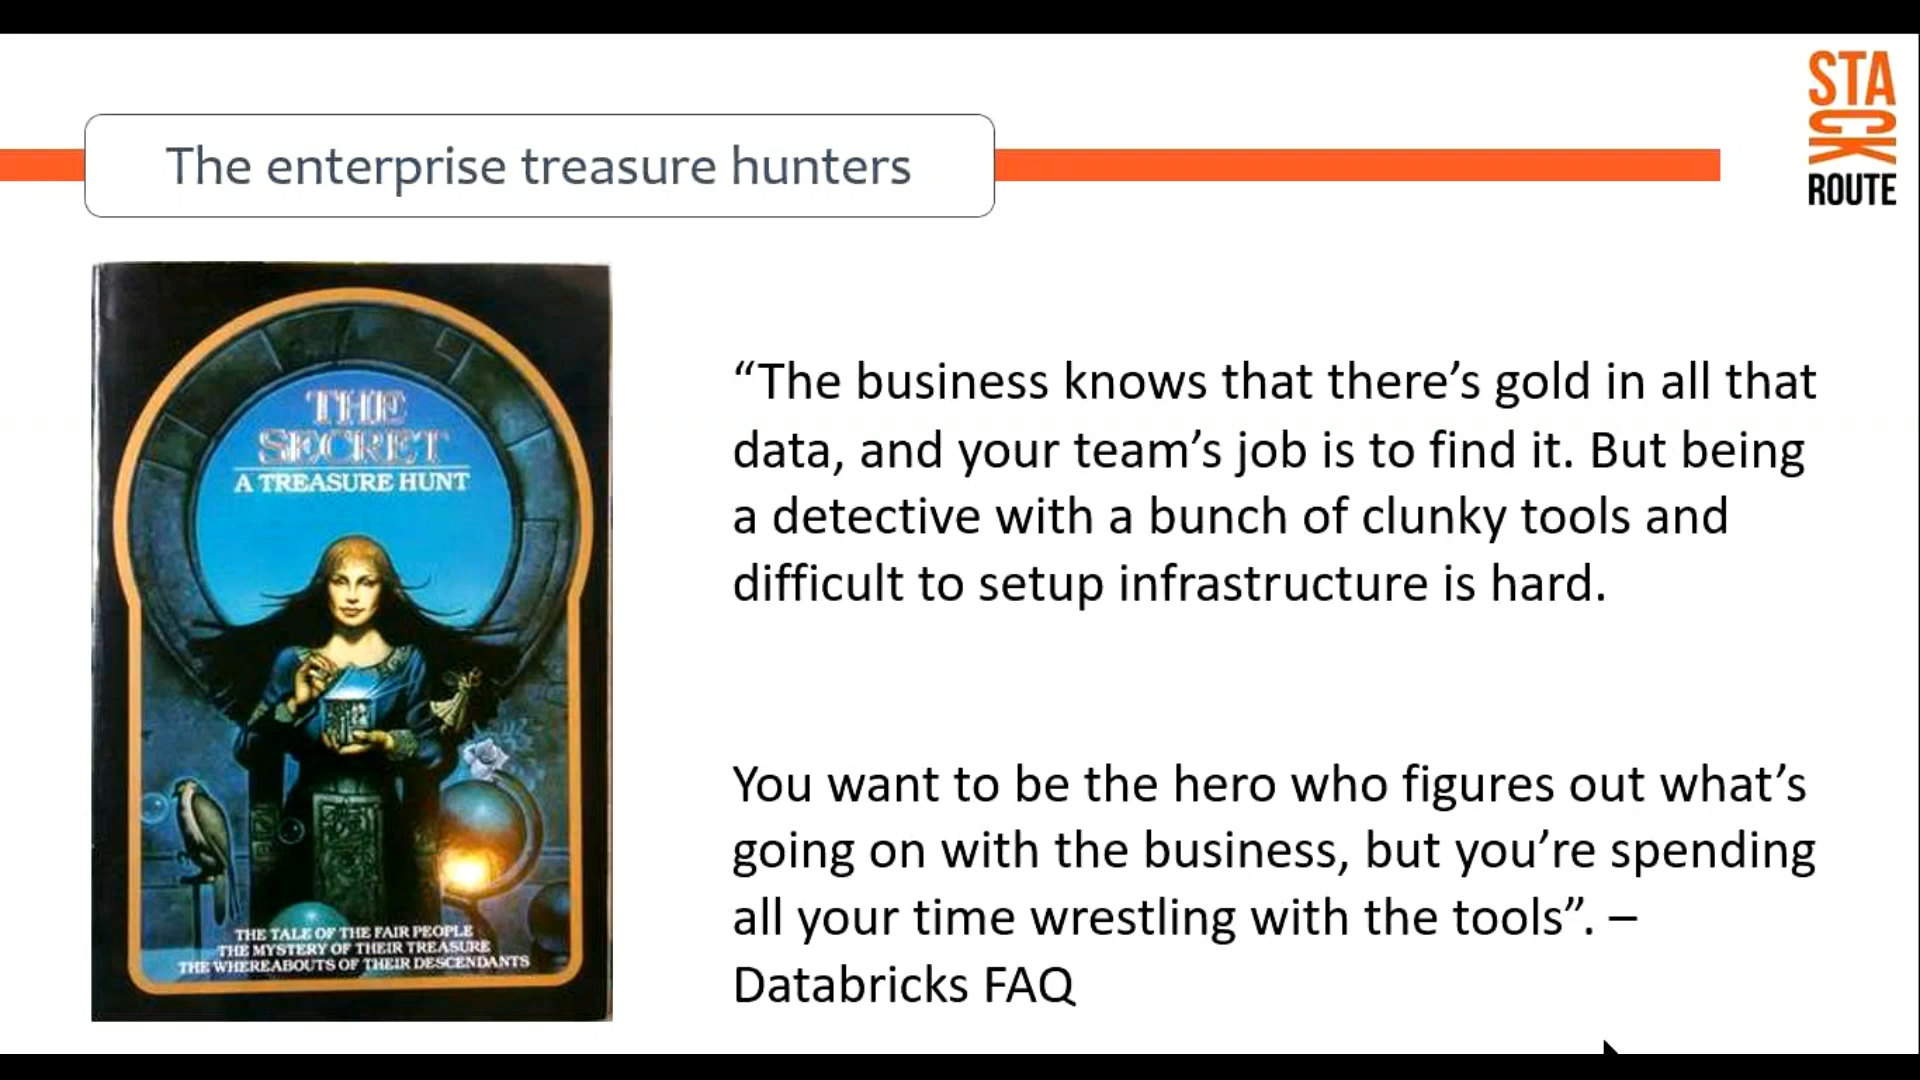 STA
CK
ROUTE
The enterprise treasure hunters
THE
SECRET
A TREASURE HUNT
THE TALE OF THE FAIR PEOPLE
THE MYSTERY OF THEIR TREASURE
THE WHEREABOUTS OF THEIR DESCENDANTS
“The business knows that there’s gold in all that
data, and your team’s job is to find it. But being
a detective with a bunch of clunky tools and
difficult to setup infrastructure is hard.
You want to be the hero who figures out what’s
going on with the business, but you’re spending
all your time wrestling with the tools”. –
Databricks FAQ